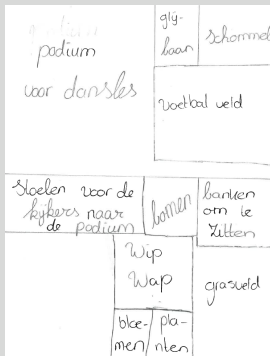 podium
voor dansles
glij-
baan
schommel
voetbal veld
stoelen voor de
kijkers naar
de podium
bomen
banken
om te
zitten
Wip
Wap
grasveld
bloe-
men
pla-
nten